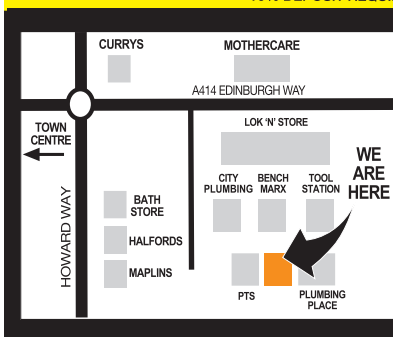 CURRYS
MOTHERCARE
A414 EDINBURGH WAY
TOWN
CENTRE
LOK 'N' STORE
WE
ARE
HERE
CITY
PLUMBING
BENCH
MARX
TOOL
STATION
HOWARD WAY
BATH
STORE
HALFORDS
MAPLINS
PTS
PLUMBING
PLACE